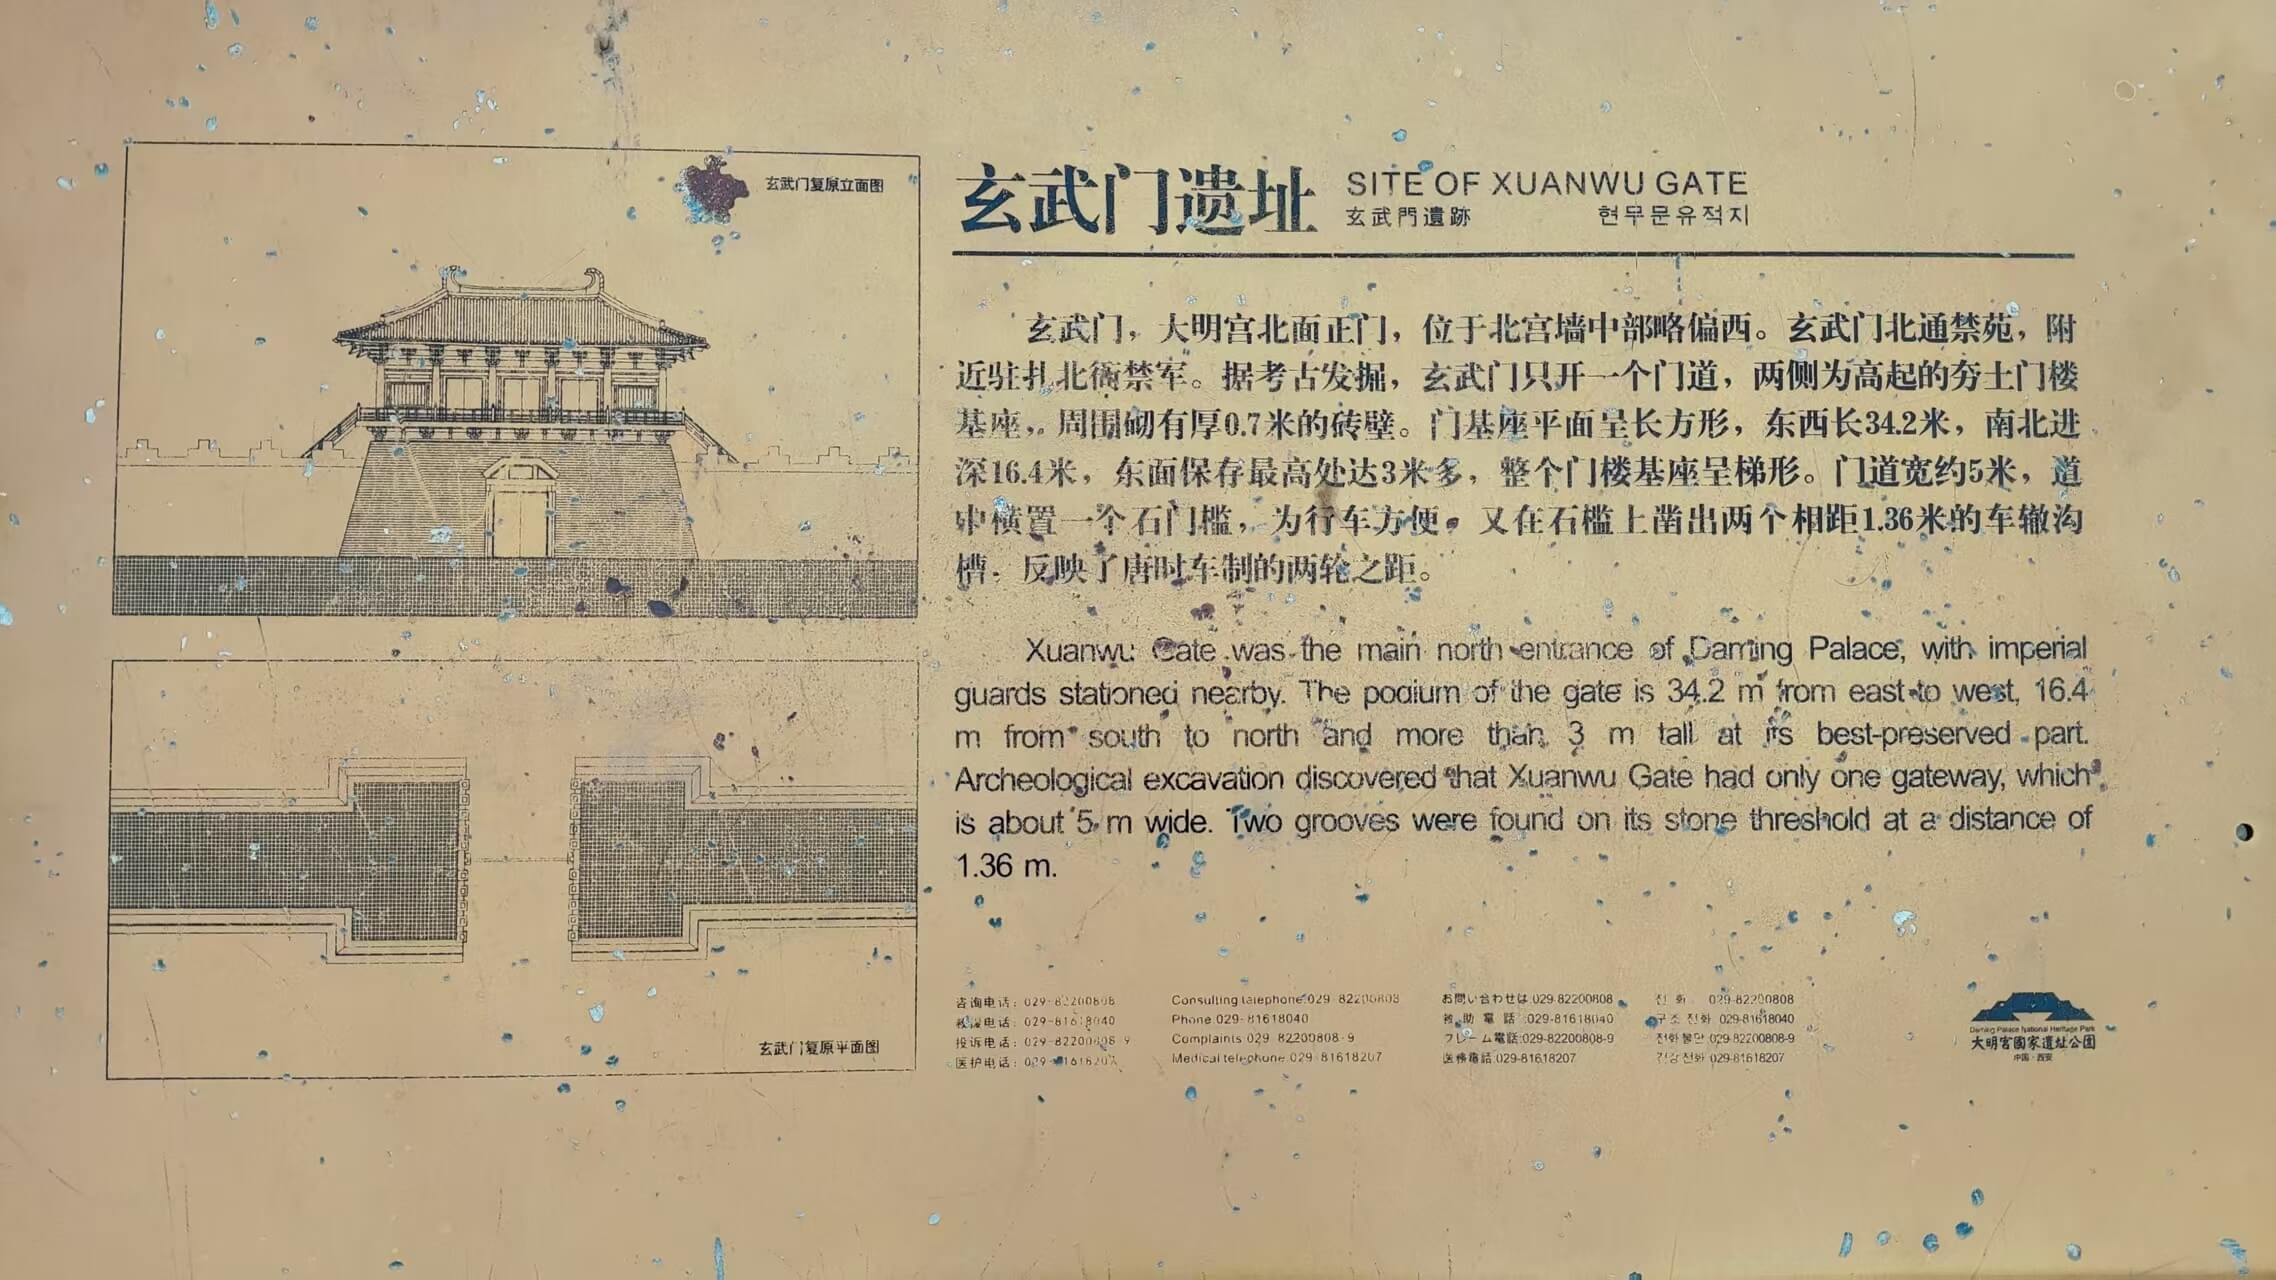 玄武门复原立面图
玄武门遗址
SITE OF XUANWU GATE
玄武門遺跡
현무문유적지
玄武门，大明宫北面正门，位于北宫墙中部略偏西。玄武门北通禁苑，附
近驻扎北衙禁军。据考古发掘，玄武门只开一个门道，两侧为高起的夯土门楼
基座，周围砌有厚0.7米的砖壁。门基座平面呈长方形，东西长34.2米，南北进
深16.4米，东面保存最高处达3米多，整个门楼基座呈梯形。门道宽约5米，道
中横置一个石门槛，为行车方便，又在石槛上凿出两个相距1.36米的车辙沟
槽，反映了唐时车制的两轮之距。
Xuanwu Gate was the main north entrance of Daming Palace, with imperial
guards stationed nearby. The podium of the gate is 34.2 m from east to west, 16.4
m from south to north and more than 3 m tall at its best-preserved part.
Archeological excavation discovered that Xuanwu Gate had only one gateway, which
is about 5 m wide. Two grooves were found on its stone threshold at a distance of
1.36 m.
玄武门复原平面图
咨询电话：029-82200808
电话：029-81618040
投诉电话：029-82200808-9
医护电话：029-81618207
Consulting telephone:029-82200808
Phone:029-81618040
Complaints:029-82200808-9
Medical telephone:029-81618207
お問い合わせは:029-82200808
救助電話:029-81618040
クレーム電話:029-82200808-9
医務電話:029-81618207
전화 029-82200808
구조 전화 029-81618040
전화불만 029-82200808-9
건강 전화 029-81618207
Daming Palace National Heritage Park
大明宫國家遺址公園
中国·西安